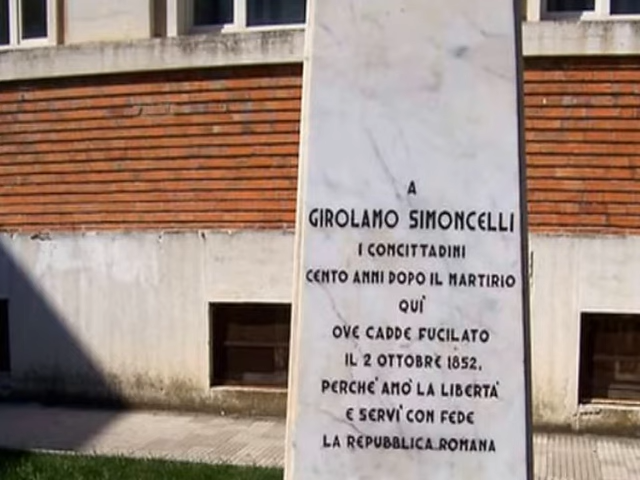 A
GIROLAMO SIMONCELLI
I CONCITTADINI
CENTO ANNI DOPO IL MARTIRIO
QUI'
OVE CADDE FUCILATO
IL 2 OTTOBRE 1852.
PERCHE' AMO' LA LIBERTA'
E SERVI' CON FEDE
LA REPUBBLICA ROMANA